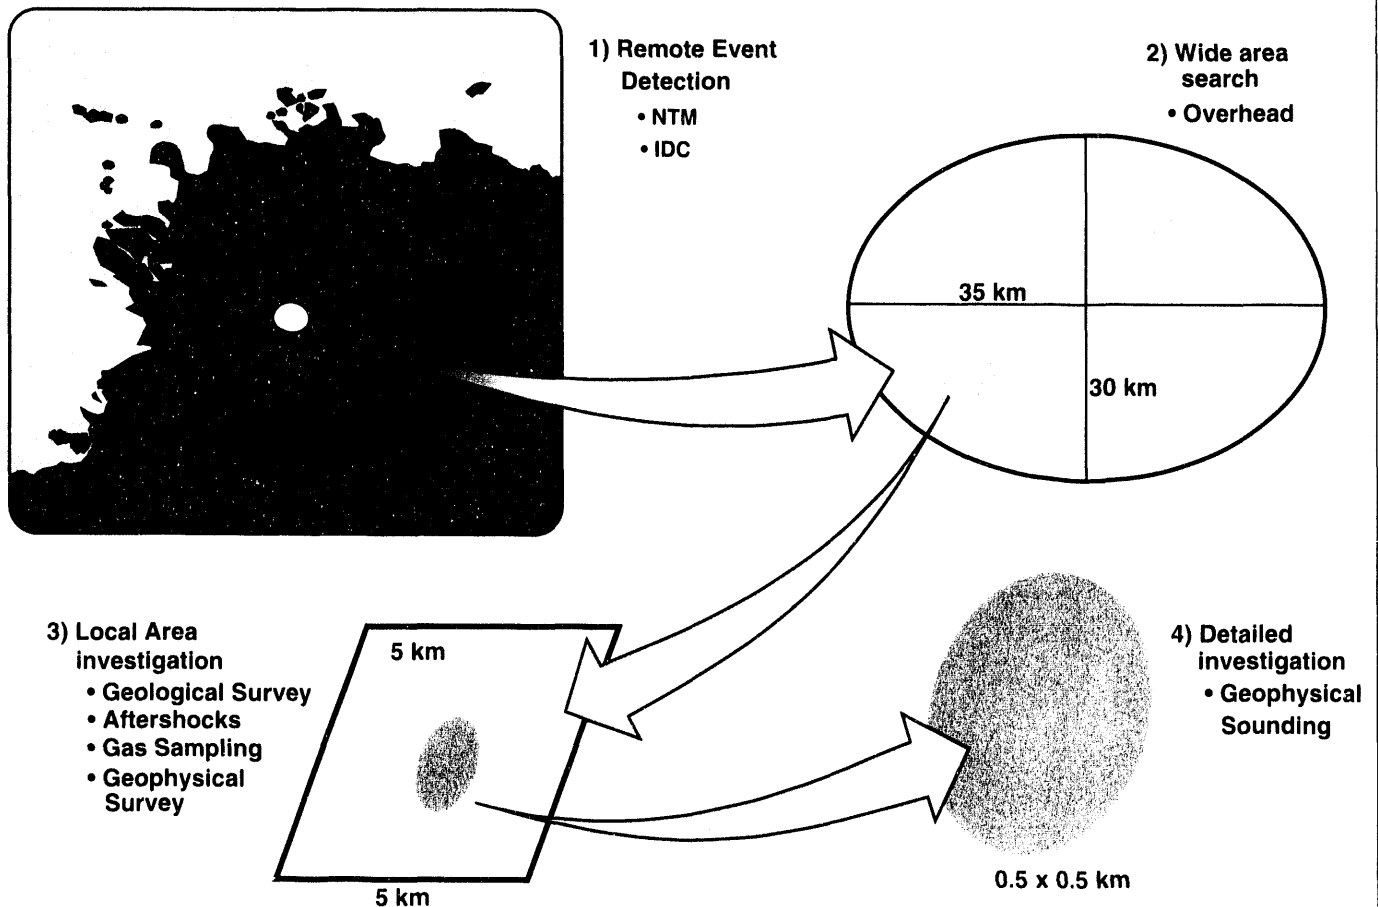 1) Remote Event
Detection
• NTM
• IDC
2) Wide area
search
• Overhead
35 km
30 km
3) Local Area
investigation
• Geological Survey
• Aftershocks
• Gas Sampling
• Geophysical
Survey
5 km
5 km
4) Detailed
investigation
• Geophysical
Sounding
0.5 x 0.5 km